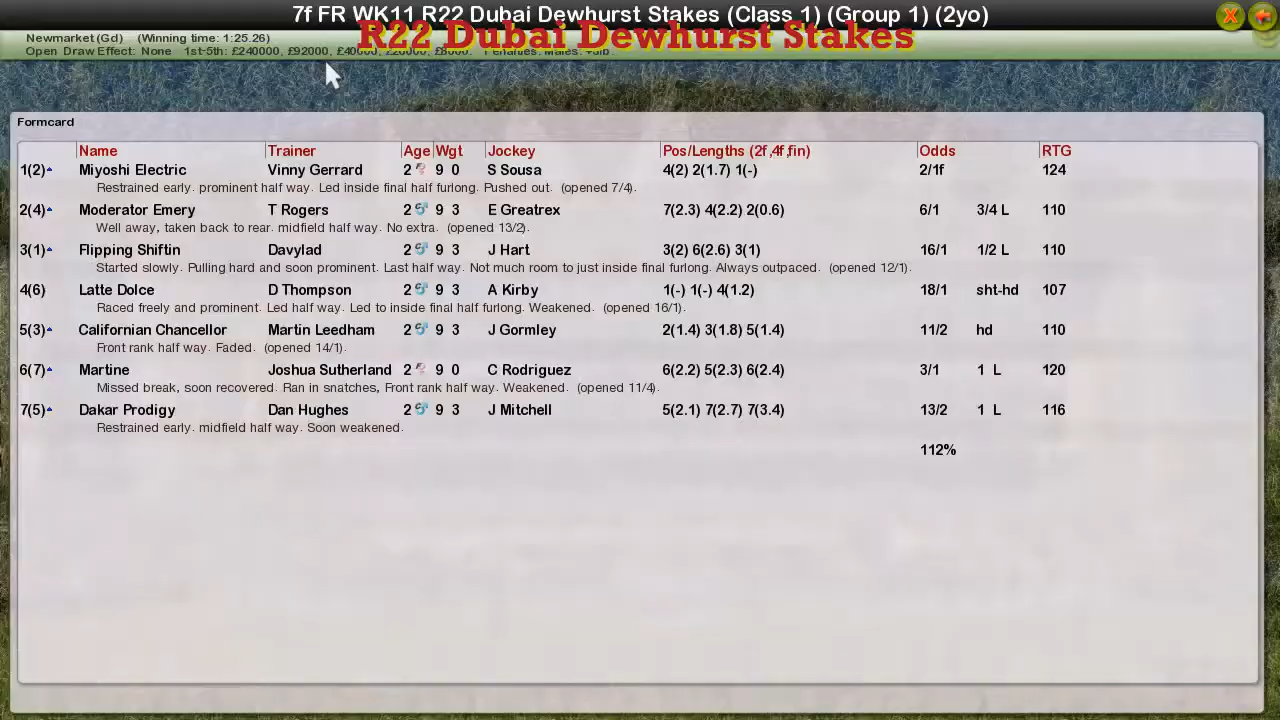 7f FR WK11 R22 Dubai Dewhurst Stakes (Class 1) (Group 1) (2yo)
R22 Dubai Dewhurst Stakes
Newmarket (Gd) (Winning time: 1:25.26)
Open Draw Effect: None 1st-5th: £240000, £92000, £40000, £20000, £8000. Penalties: Males: +3lb.
Formcard
Name Trainer Age Wgt Jockey Pos/Lengths (2f,4f,fin) Odds RTG
1(2) Miyoshi Electric Vinny Gerrard 2 9 0 S Sousa 4(2) 2(1.7) 1(-) 2/1f 124
Restrained early. prominent half way. Led inside final half furlong. Pushed out. (opened 7/4).
2(4) Moderator Emery T Rogers 2 9 3 E Greatrex 7(2.3) 4(2.2) 2(0.6) 6/1 3/4 L 110
Well away, taken back to rear. midfield half way. No extra. (opened 13/2).
3(1) Flipping Shiftin Davylad 2 9 3 J Hart 3(2) 6(2.6) 3(1) 16/1 1/2 L 110
Started slowly. Pulling hard and soon prominent. Last half way. Not much room to just inside final furlong. Always outpaced. (opened 12/1).
4(6) Latte Dolce D Thompson 2 9 3 A Kirby 1(-) 1(-) 4(1.2) 18/1 sht-hd 107
Raced freely and prominent. Led half way. Led to inside final half furlong. Weakened. (opened 16/1).
5(3) Californian Chancellor Martin Leedham 2 9 3 J Gormley 2(1.4) 3(1.8) 5(1.4) 11/2 hd 110
Front rank half way. Faded. (opened 14/1).
6(7) Martine Joshua Sutherland 2 9 0 C Rodriguez 6(2.2) 5(2.3) 6(2.4) 3/1 1 L 120
Missed break, soon recovered. Ran in snatches, Front rank half way. Weakened. (opened 11/4).
7(5) Dakar Prodigy Dan Hughes 2 9 3 J Mitchell 5(2.1) 7(2.7) 7(3.4) 13/2 1 L 116
Restrained early. midfield half way. Soon weakened.
112%